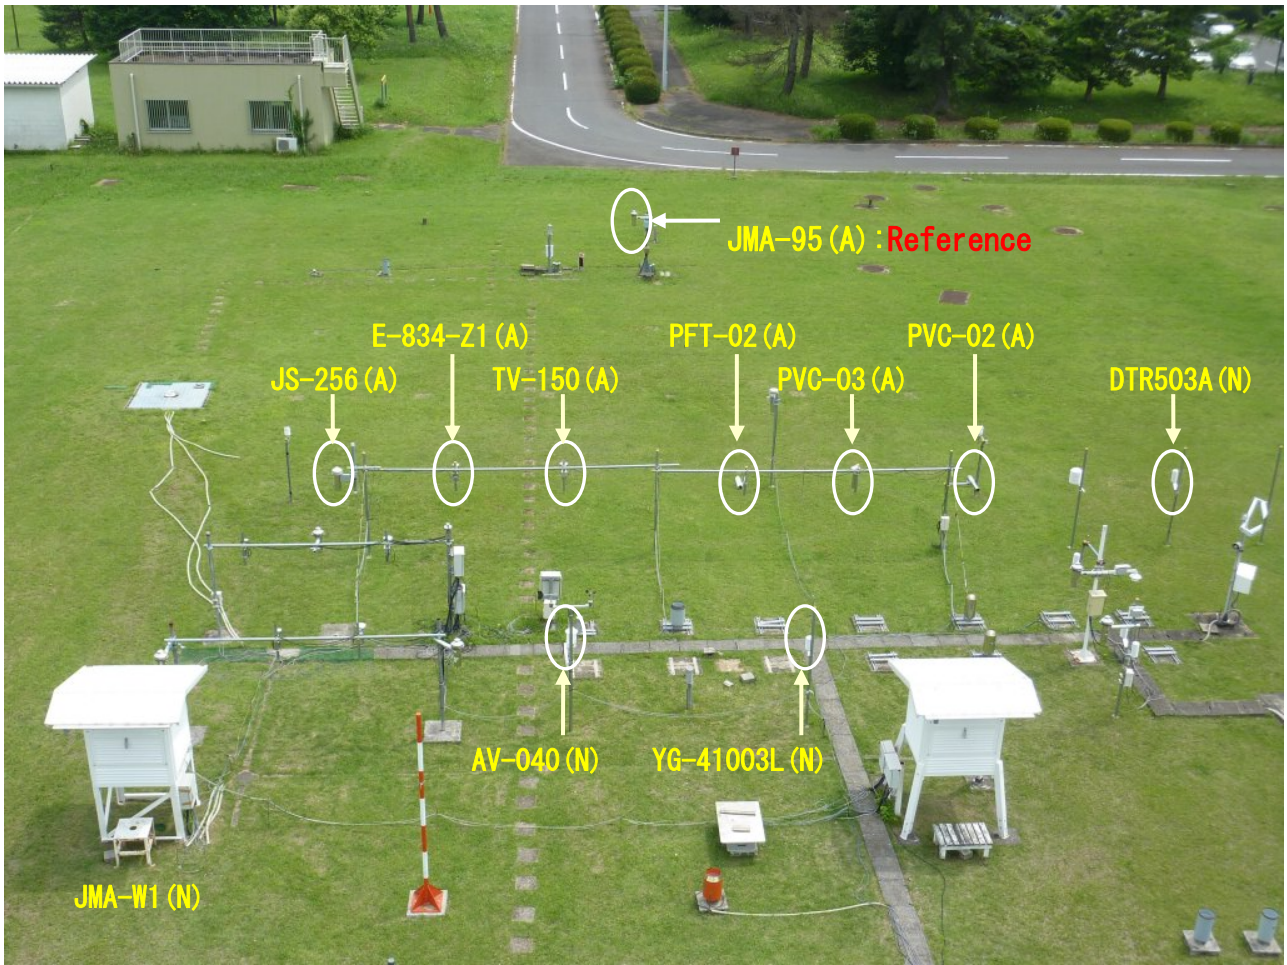 JMA-95(A):Reference
E-834-Z1(A)
PFT-02(A)
PVC-02(A)
JS-256(A)
TV-150(A)
PVC-03(A)
DTR503A(N)
AV-040(N)
YG-41003L(N)
JMA-W1(N)